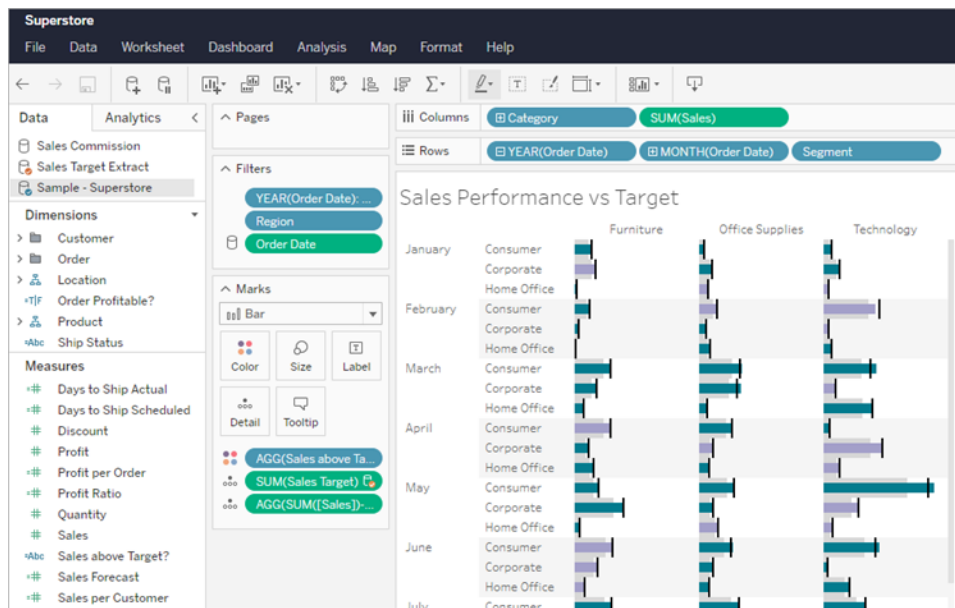 Superstore
File Data Worksheet Dashboard Analysis Map Format Help
Data Analytics
Sales Commission
Sales Target Extract
Sample - Superstore
Dimensions
Customer
Order
Location
T|F Order Profitable?
Product
Abc Ship Status
Measures
Days to Ship Actual
Days to Ship Scheduled
Discount
Profit
Profit per Order
Profit Ratio
Quantity
Sales
Abc Sales above Target?
Sales Forecast
Sales per Customer
Pages
Filters
YEAR(Order Date): ...
Region
Order Date
Marks
Bar
Color Size Label
Detail Tooltip
AGG(Sales above Ta...
SUM(Sales Target)
AGG(SUM([Sales])-...
Columns Category SUM(Sales)
Rows YEAR(Order Date) MONTH(Order Date) Segment
Sales Performance vs Target
Furniture Office Supplies Technology
January Consumer
Corporate
Home Office
February Consumer
Corporate
Home Office
March Consumer
Corporate
Home Office
April Consumer
Corporate
Home Office
May Consumer
Corporate
Home Office
June Consumer
Corporate
Home Office
July Consumer